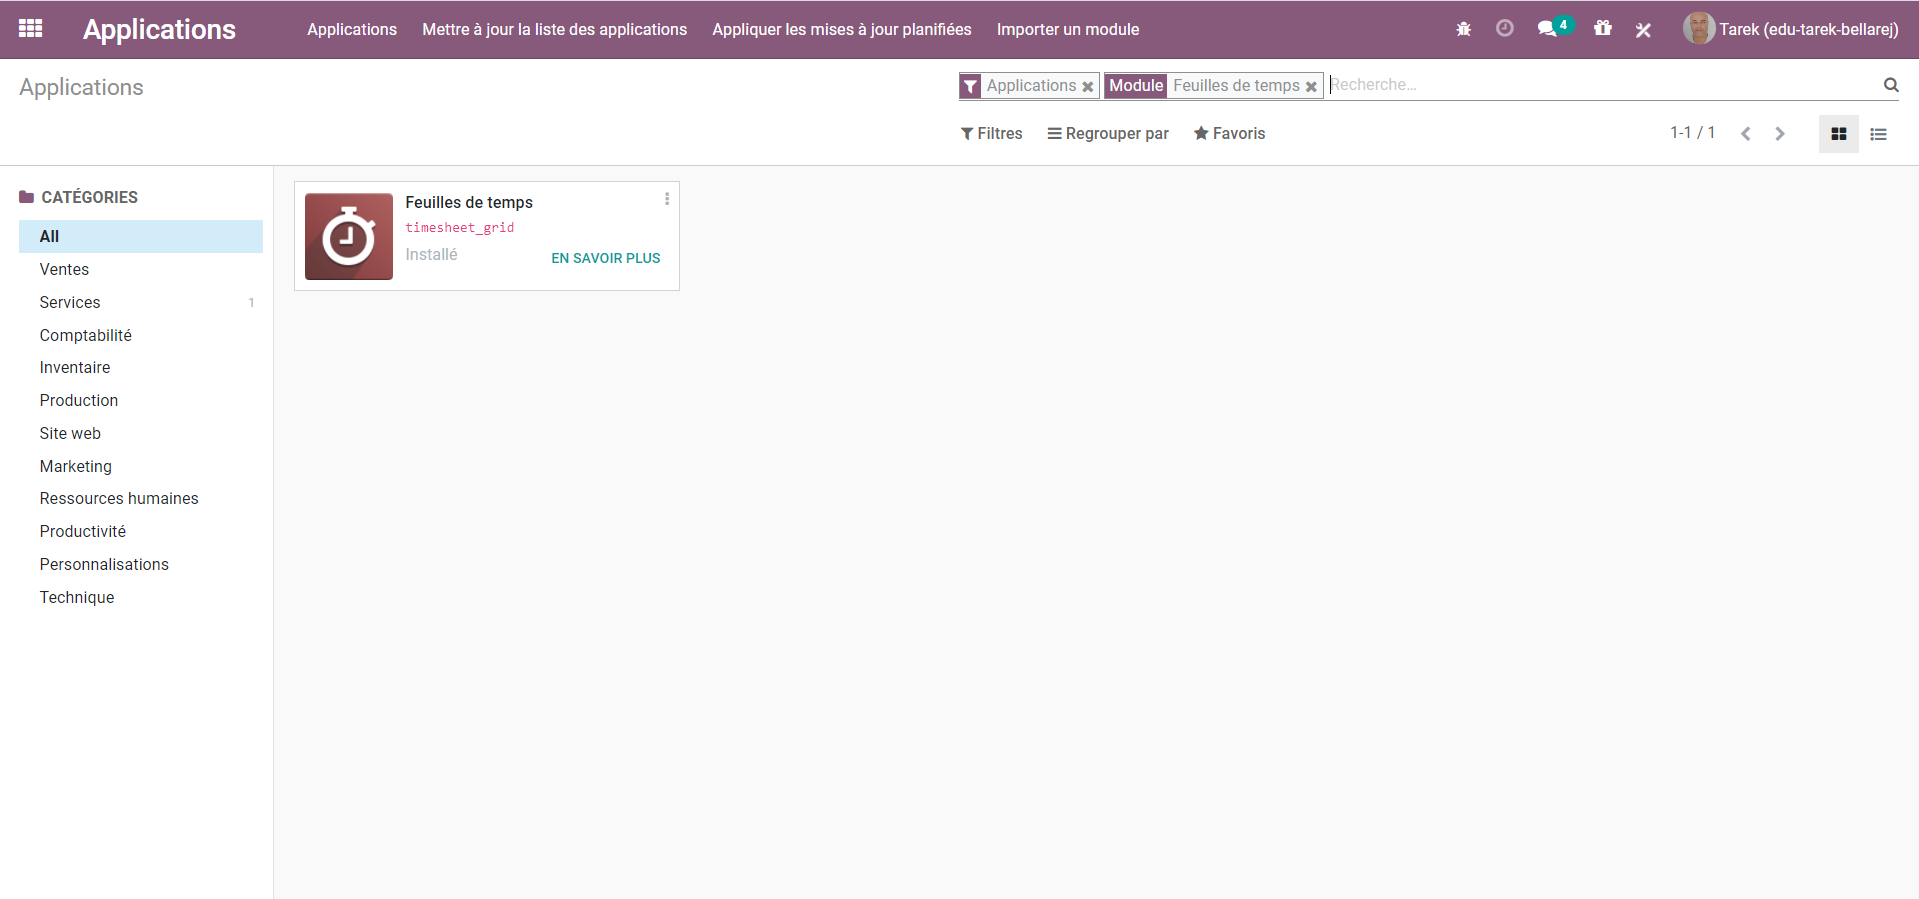 Applications
Applications Mettre à jour la liste des applications Appliquer les mises à jour planifiées Importer un module
4
Tarek (edu-tarek-bellarej)
Applications
Applications
Module Feuilles de temps
Recherche...
Filtres
Regrouper par
Favoris
1-1 / 1
CATÉGORIES
All
Ventes
Services 1
Comptabilité
Inventaire
Production
Site web
Marketing
Ressources humaines
Productivité
Personnalisations
Technique
Feuilles de temps
timesheet_grid
Installé
EN SAVOIR PLUS